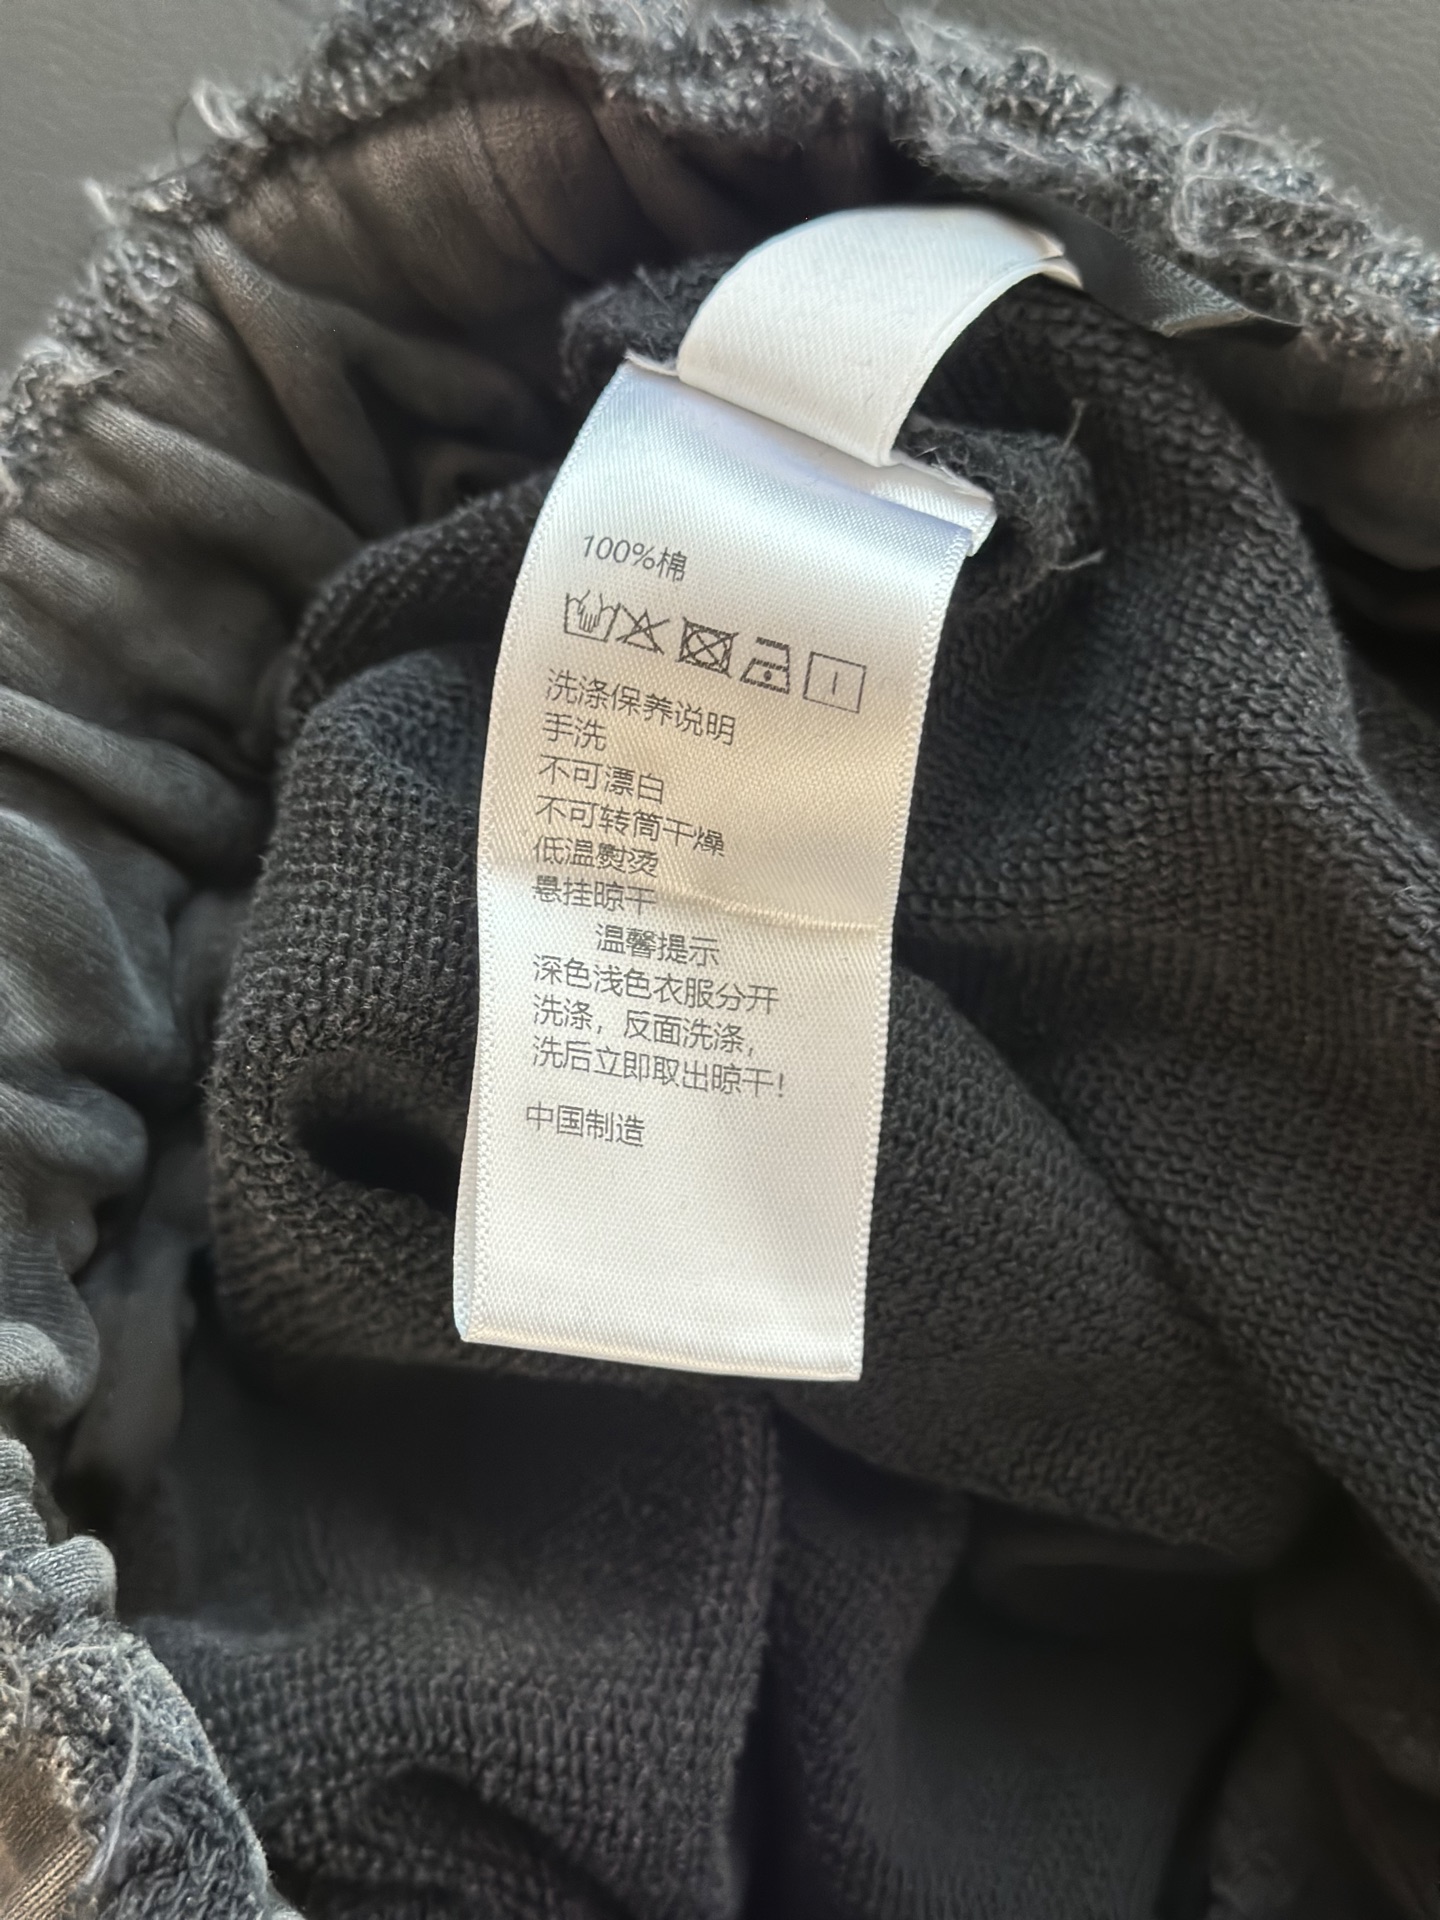 100%棉
洗涤保养说明
手洗
不可漂白
不可转筒干燥
低温熨烫
悬挂晾干
温馨提示
深色浅色衣服分开
洗涤，反面洗涤，
洗后立即取出晾干！
中国制造